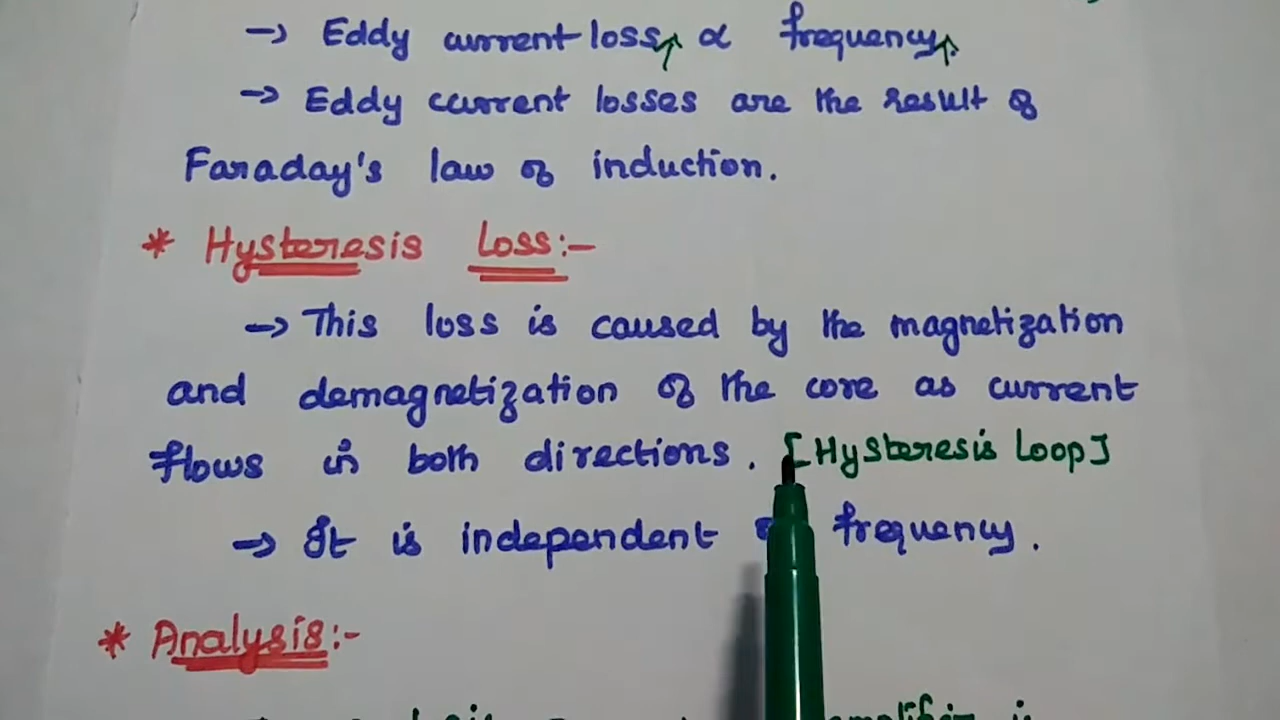 → Eddy current loss↑ ∝ frequency↑.
→ Eddy current losses are the result of
Faraday's law of induction.
* Hysteresis Loss:-
→ This loss is caused by the magnetization
and demagnetization of the core as current
flows in both directions. [Hysteresis Loop]
→ It is independent frequency.
* Analysis:-